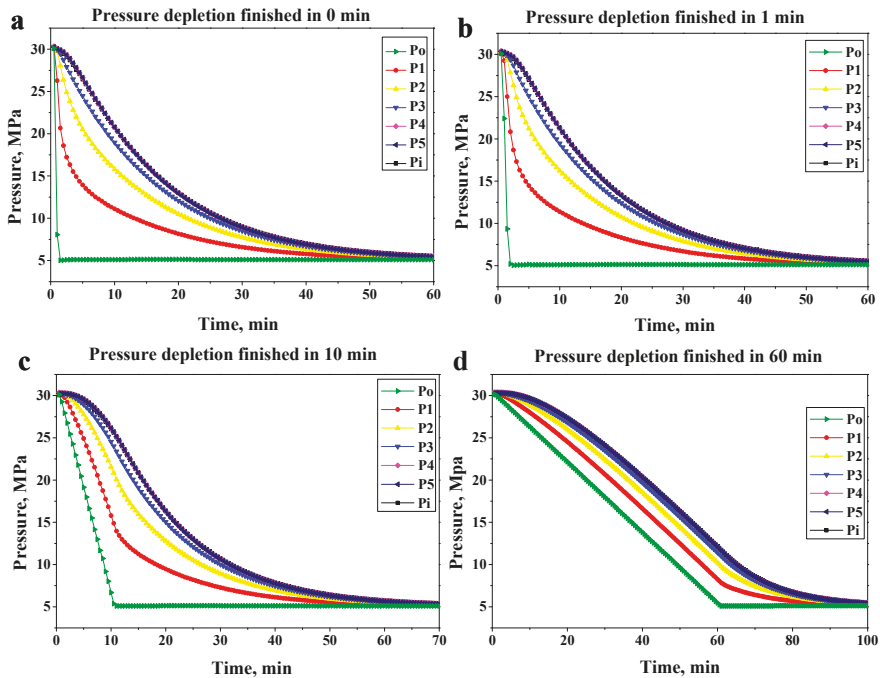 a
Pressure depletion finished in 0 min
Pressure, MPa
30
25
20
15
10
5
0 10 20 30 40 50 60
Time, min
Po
P1
P2
P3
P4
P5
Pi
b
Pressure depletion finished in 1 min
Pressure, MPa
30
25
20
15
10
5
0 10 20 30 40 50 60
Time, min
Po
P1
P2
P3
P4
P5
Pi
c
Pressure depletion finished in 10 min
Pressure, MPa
30
25
20
15
10
5
0 10 20 30 40 50 60 70
Time, min
Po
P1
P2
P3
P4
P5
Pi
d
Pressure depletion finished in 60 min
Pressure, Mpa
30
25
20
15
10
5
0 20 40 60 80 100
Time, min
Po
P1
P2
P3
P4
P5
Pi